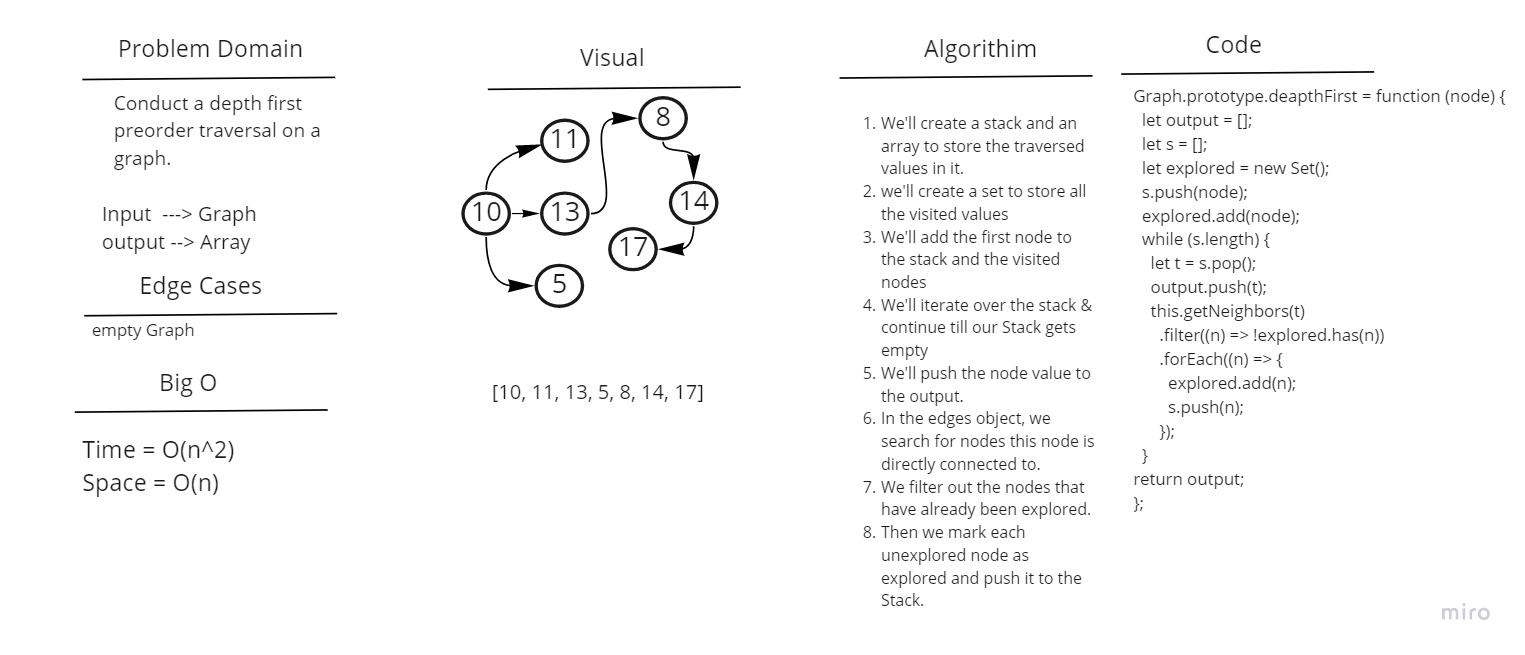 Problem Domain
Conduct a depth first
preorder traversal on a
graph.
Input ---> Graph
output --> Array
Edge Cases
empty Graph
Big O
Time = O(n^2)
Space = O(n)
Visual
8
11
10
13
14
17
5
[10, 11, 13, 5, 8, 14, 17]
Algorithim
1. We'll create a stack and an
array to store the traversed
values in it.
2. we'll create a set to store all
the visited values
3. We'll add the first node to
the stack and the visited
nodes
4. We'll iterate over the stack &
continue till our Stack gets
empty
5. We'll push the node value to
the output.
6. In the edges object, we
search for nodes this node is
directly connected to.
7. We filter out the nodes that
have already been explored.
8. Then we mark each
unexplored node as
explored and push it to the
Stack.
Code
Graph.prototype.deapthFirst = function (node) {
let output = [];
let s = [];
let explored = new Set();
s.push(node);
explored.add(node);
while (s.length) {
let t = s.pop();
output.push(t);
this.getNeighbors(t)
.filter((n) => !explored.has(n))
.forEach((n) => {
explored.add(n);
s.push(n);
});
}
return output;
};
miro